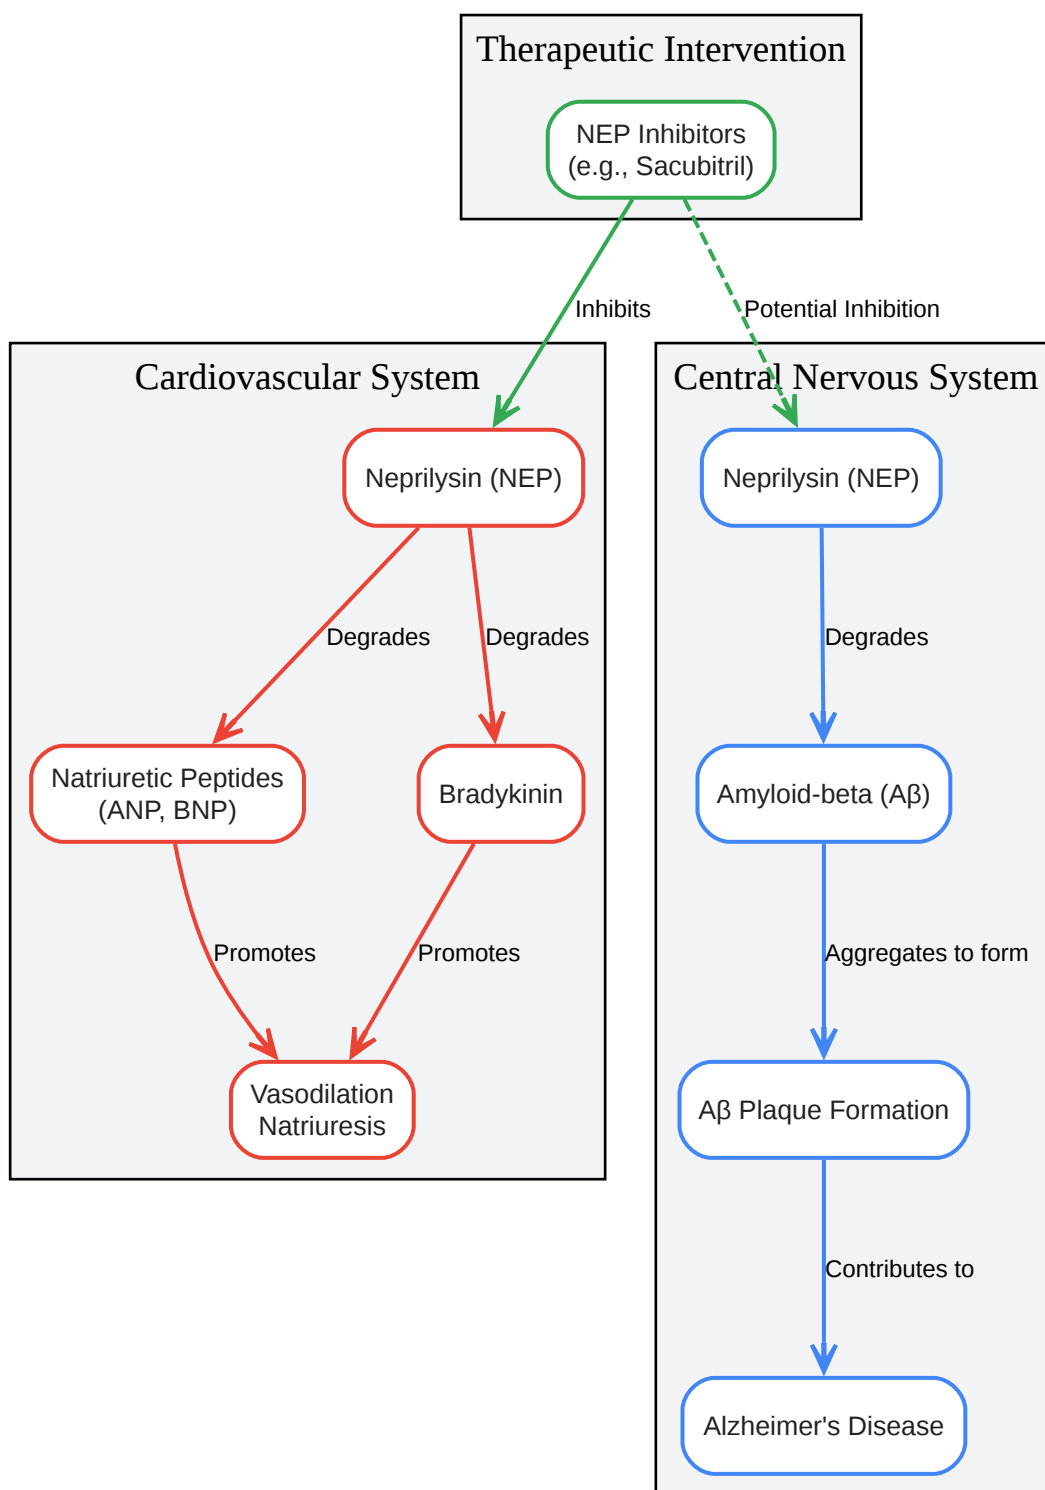 Therapeutic Intervention
NEP Inhibitors
(e.g., Sacubitril)
Inhibits
Potential Inhibition
Cardiovascular System
Neprilysin (NEP)
Degrades
Degrades
Natriuretic Peptides
(ANP, BNP)
Bradykinin
Promotes
Promotes
Vasodilation
Natriuresis
Central Nervous System
Neprilysin (NEP)
Degrades
Amyloid-beta (Aβ)
Aggregates to form
Aβ Plaque Formation
Contributes to
Alzheimer's Disease